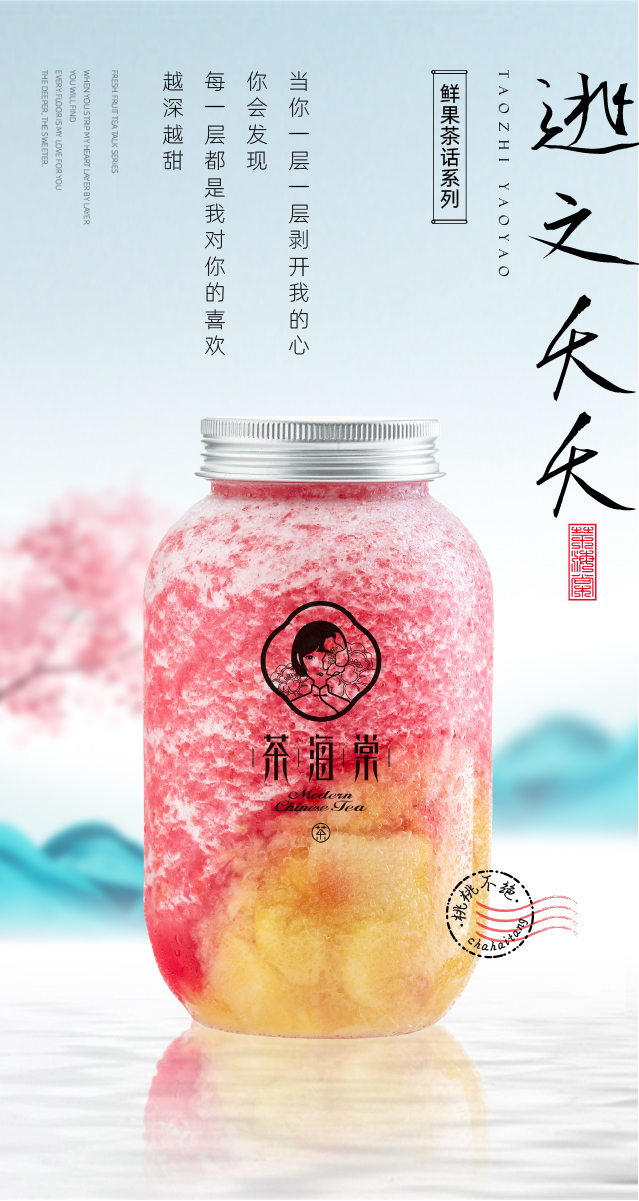 逃之夭夭
茶海棠
TAOZHI YAOYAO
鲜果茶话系列
当你一层一层剥开我的心
你会发现
每一层都是我对你的喜欢
越深越甜
FRESH FRUIT TEA TALK SERIES
WHEN YOU STRIP MY HEART LAYER BY LAYER
YOU WILL FIND
EVERY FLOOR IS MY LOVE FOR YOU
THE DEEPER, THE SWEETER.
茶海棠
Modern
Chinese Tea
茶
桃桃不绝
chahaitang